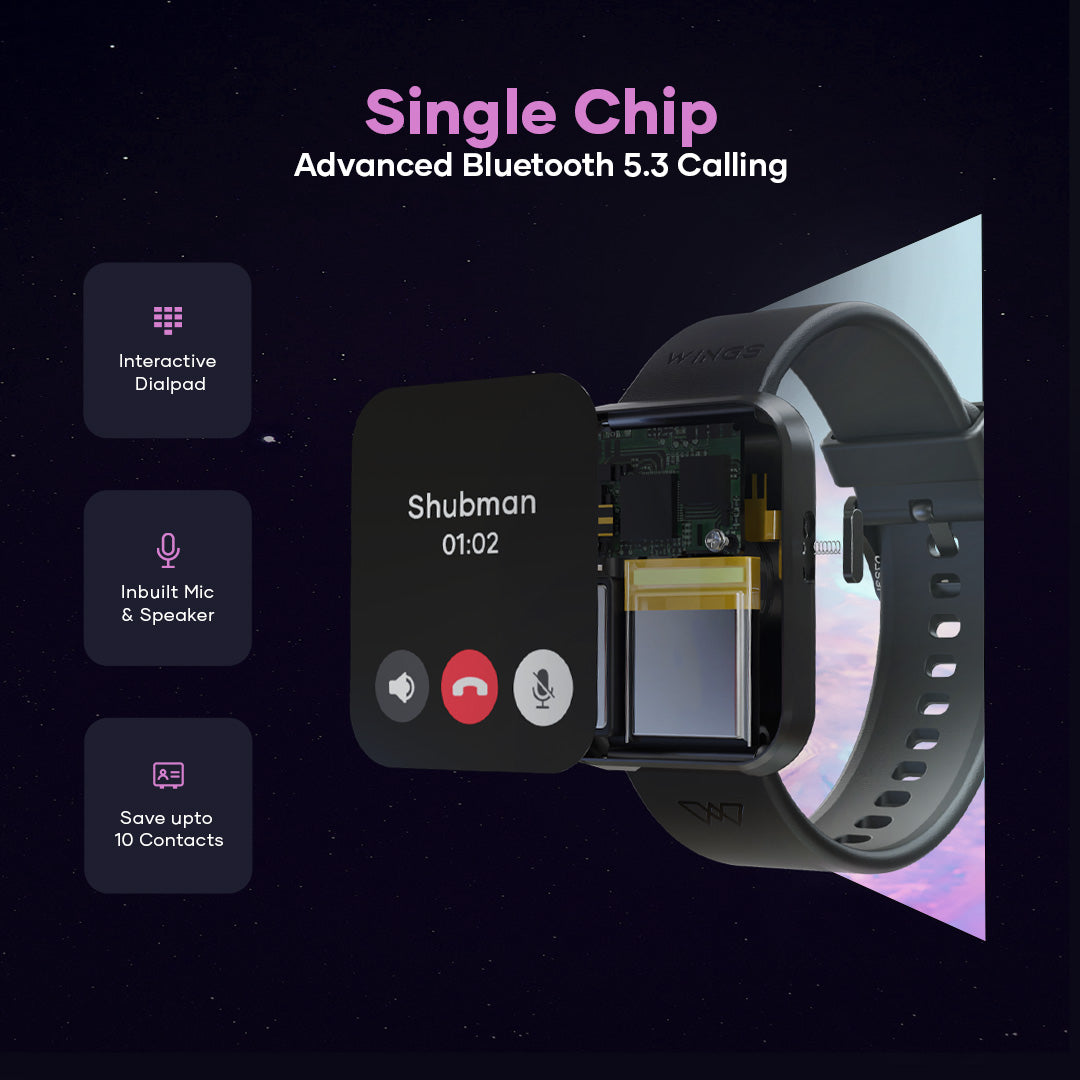 Single Chip
Advanced Bluetooth 5.3 Calling
Interactive
Dialpad
Inbuilt Mic
& Speaker
Save upto
10 Contacts
WINGS
Shubman
01:02